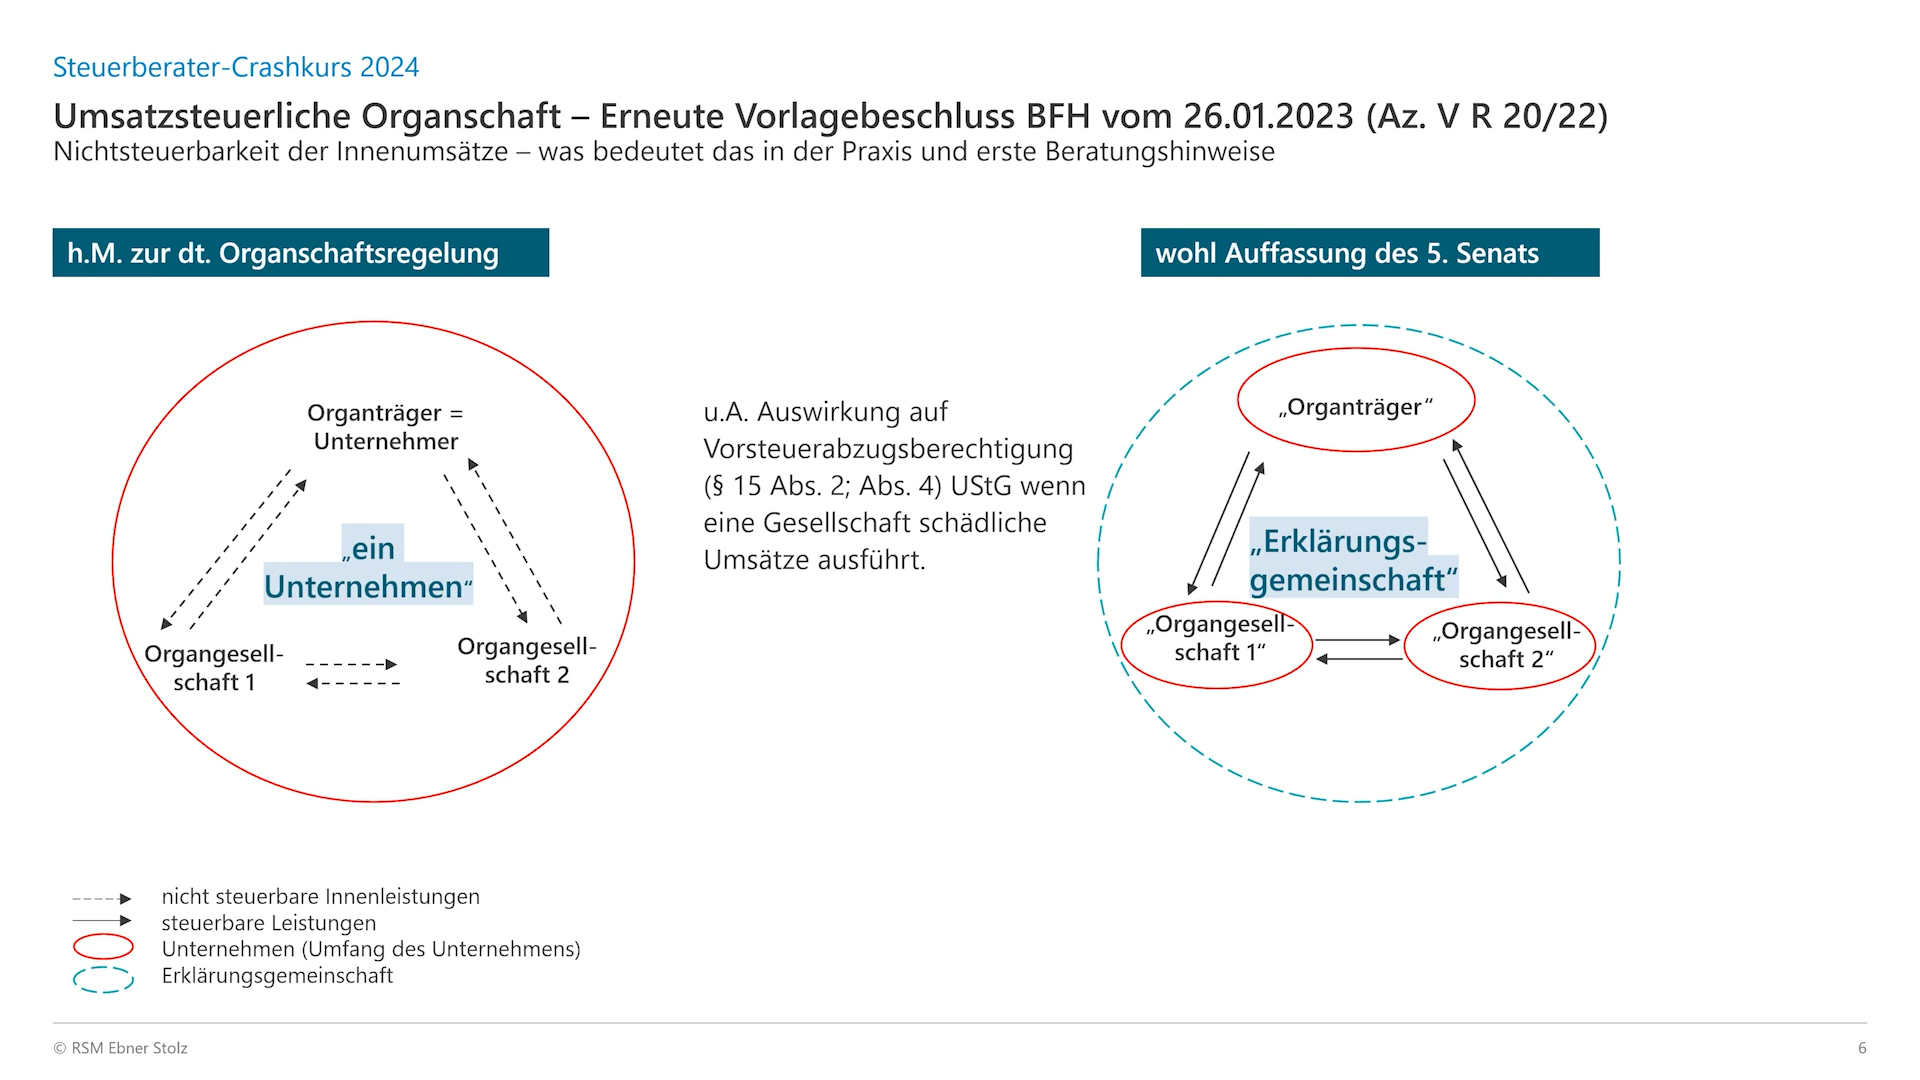 Steuerberater-Crashkurs 2024
Umsatzsteuerliche Organschaft – Erneute Vorlagebeschluss BFH vom 26.01.2023 (Az. V R 20/22)
Nichtsteuerbarkeit der Innenumsätze – was bedeutet das in der Praxis und erste Beratungshinweise
h.M. zur dt. Organschaftsregelung
Organträger =
Unternehmer
„ein
Unternehmen“
Organgesell-
schaft 1
Organgesell-
schaft 2
u.A. Auswirkung auf
Vorsteuerabzugsberechtigung
(§ 15 Abs. 2; Abs. 4) UStG wenn
eine Gesellschaft schädliche
Umsätze ausführt.
wohl Auffassung des 5. Senats
„Organträger“
„Erklärungs-
gemeinschaft“
„Organgesell-
schaft 1“
„Organgesell-
schaft 2“
nicht steuerbare Innenleistungen
steuerbare Leistungen
Unternehmen (Umfang des Unternehmens)
Erklärungsgemeinschaft
© RSM Ebner Stolz
6